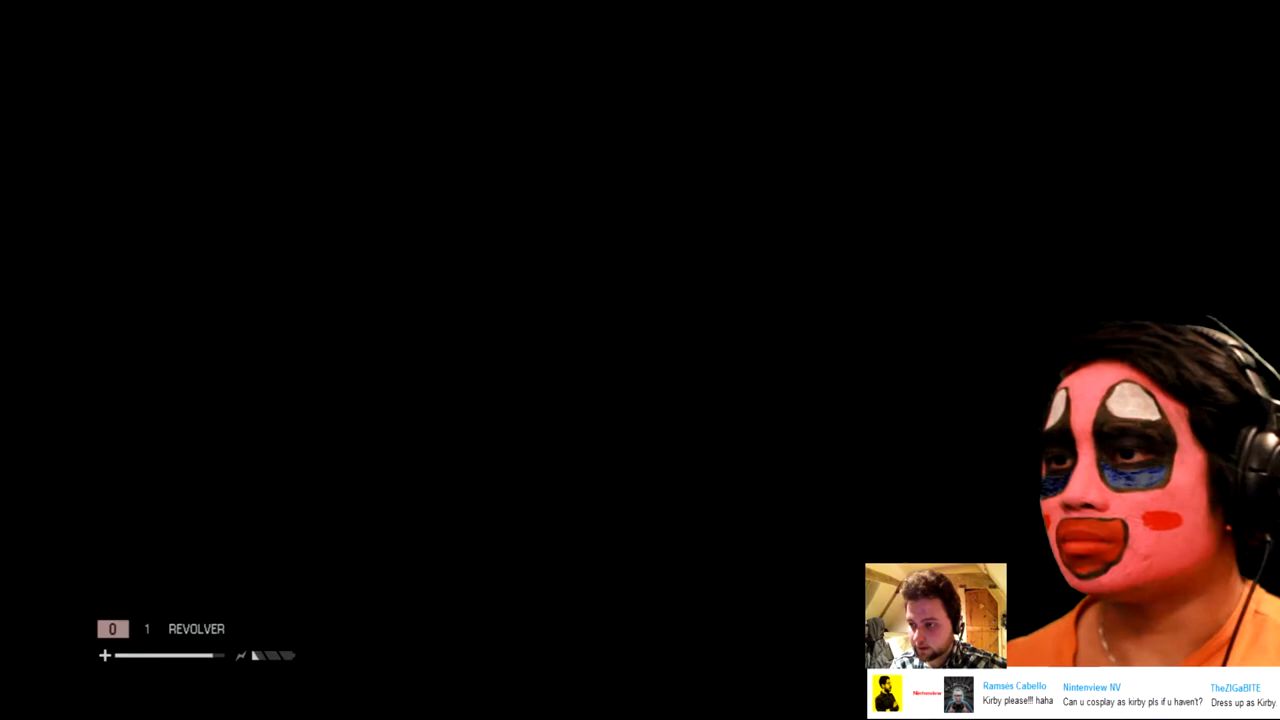 0 1 REVOLVER
Nintenview
Ramsés Cabello
Kirby please!!! haha
Nintenview NV
Can u cosplay as kirby pls if u haven't?
TheZIGaBITE
Dress up as Kirby